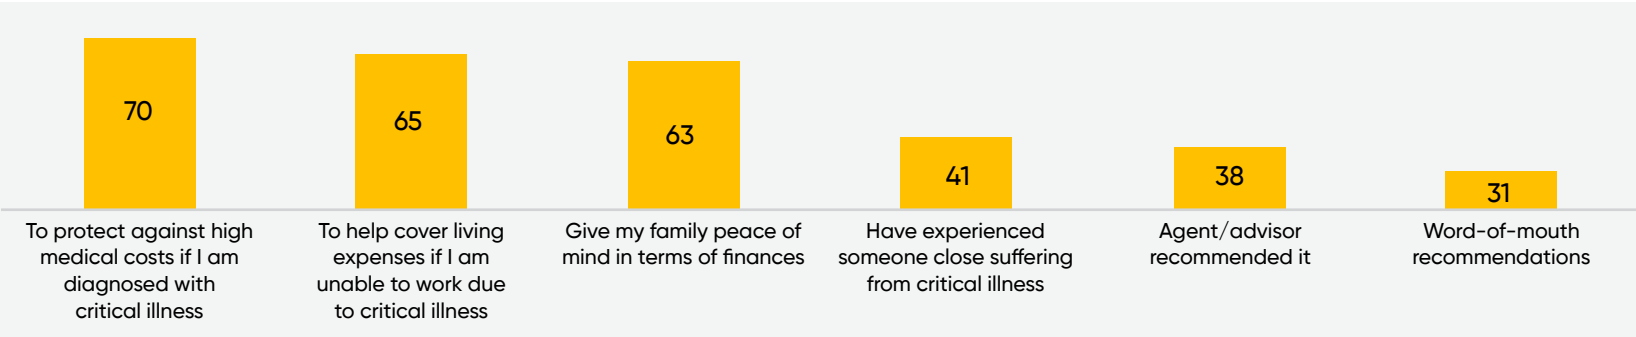 70
65
63
41
38
31
To protect against high
medical costs if I am
diagnosed with
critical illness
To help cover living
expenses if I am
unable to work due
to critical illness
Give my family peace of
mind in terms of finances
Have experienced
someone close suffering
from critical illness
Agent/advisor
recommended it
Word-of-mouth
recommendations